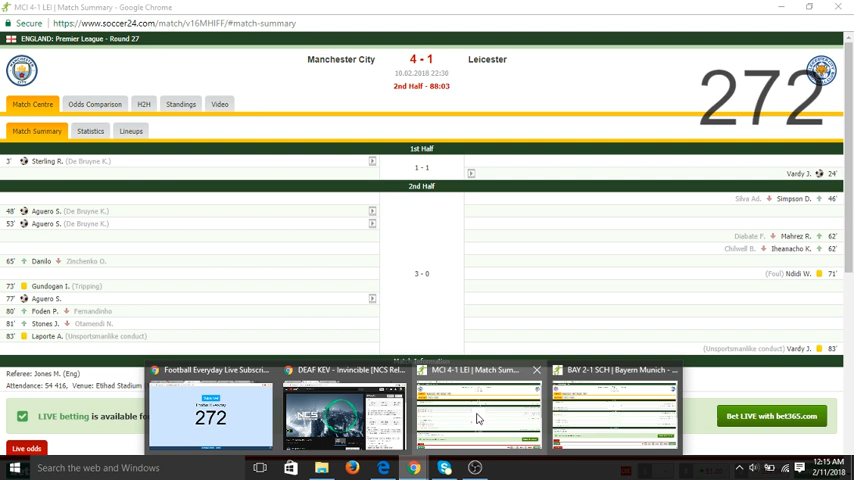 MCI 4-1 LEI | Match Summary - Google Chrome
Secure https://www.soccer24.com/match/v16MHIFF/#match-summary
ENGLAND: Premier League - Round 27
Manchester City 4 - 1 Leicester
10.02.2018 22:30
2nd Half - 88:03
272
Match Centre Odds Comparison H2H Standings Video
Match Summary Statistics Lineups
1st Half
3' Sterling R. (De Bruyne K.)
1 - 1
Vardy J. 24'
2nd Half
Silva Ad. Simpson D. 46'
48' Aguero S. (De Bruyne K.)
53' Aguero S. (De Bruyne K.)
Diabate F. Mahrez R. 62'
Chilwell B. Iheanacho K. 62'
65' Danilo Zinchenko O.
3 - 0
(Foul) Ndidi W. 71'
73' Gundogan I. (Tripping)
77' Aguero S.
80' Foden P. Fernandinho
81' Stones J. Otamendi N.
83' Laporte A. (Unsportsmanlike conduct)
(Unsportsmanlike conduct) Vardy J. 83'
Match Information
Referee: Jones M. (Eng)
Attendance: 54 416, Venue: Etihad Stadium
Football Everyday Live Subscri... DEAF KEV - Invincible [NCS Rel... MCI 4-1 LEI | Match Sum... BAY 2-1 SCH | Bayern Munich - ...
272
NCS
LIVE betting is available fo
Bet LIVE with bet365.com
Live odds
Search the web and Windows
12:15 AM
2/11/2018